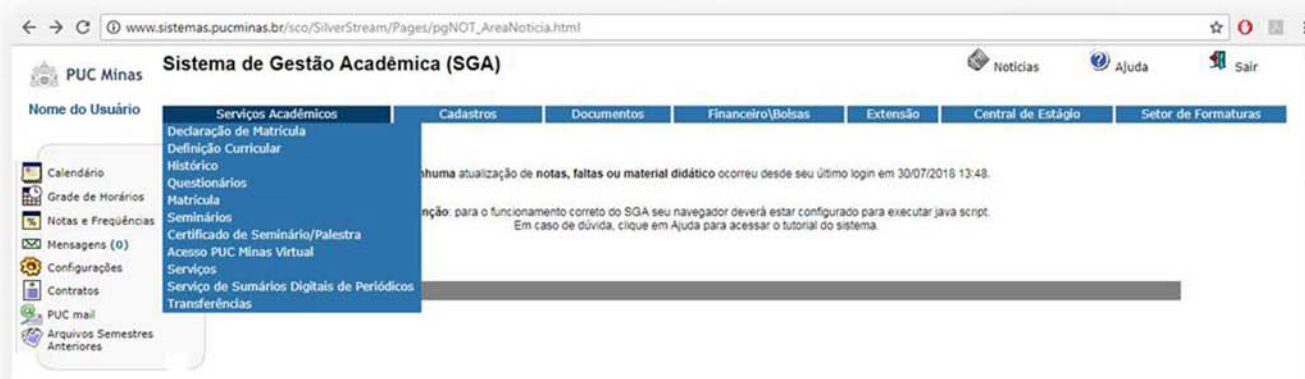 www.sistemas.pucminas.br/sco/SilverStream/Pages/pgNOT_AreaNoticia.html
PUC Minas
Sistema de Gestão Acadêmica (SGA)
Notícias
Ajuda
Sair
Nome do Usuário
Serviços Acadêmicos
Cadastros
Documentos
Financeiro\Bolsas
Extensão
Central de Estágio
Setor de Formaturas
Declaração de Matrícula
Definição Curricular
Histórico
Questionários
Matrícula
Seminários
Certificado de Seminário/Palestra
Acesso PUC Minas Virtual
Serviços
Serviço de Sumários Digitais de Periódicos
Transferências
Calendário
Grade de Horários
Notas e Freqüências
Mensagens (0)
Configurações
Contratos
PUC mail
Arquivos Semestres
Anteriores
nhuma atualização de notas, faltas ou material didático ocorreu desde seu último login em 30/07/2018 13:48.
nção: para o funcionamento correto do SGA seu navegador deverá estar configurado para executar java script.
Em caso de dúvida, clique em Ajuda para acessar o tutorial do sistema.